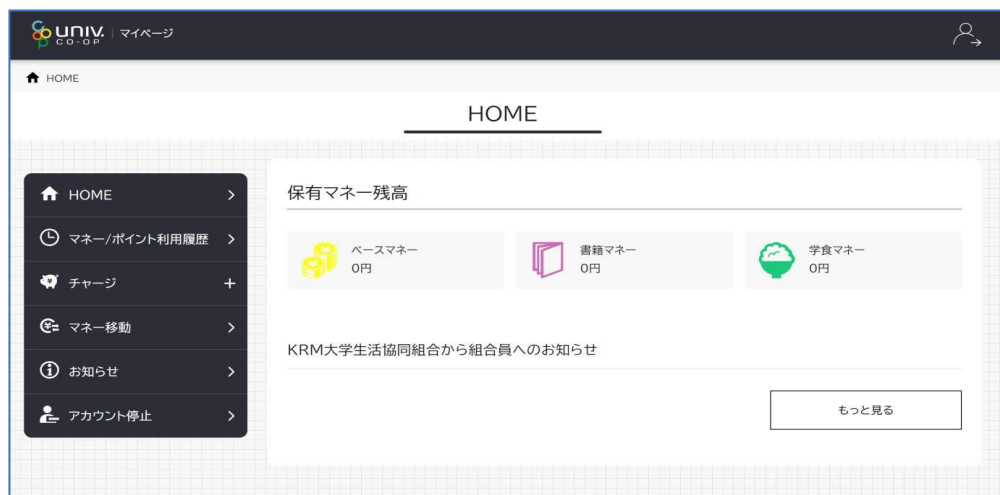 UNIV. CO-OP マイページ
HOME
HOME
HOME
マネー/ポイント利用履歴
チャージ
マネー移動
お知らせ
アカウント停止
保有マネー残高
ベースマネー
0円
書籍マネー
0円
学食マネー
0円
KRM大学生活協同組合から組合員へのお知らせ
もっと見る